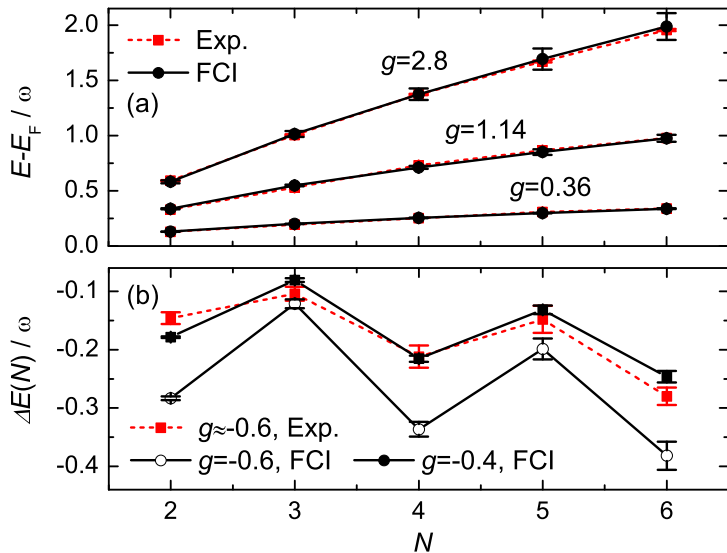 2.0
1.5
1.0
0.5
0.0
E-E_F / ω
Exp.
FCI
(a)
g=2.8
g=1.14
g=0.36
-0.1
-0.2
-0.3
-0.4
ΔE(N) / ω
(b)
g≈-0.6, Exp.
g=-0.6, FCI g=-0.4, FCI
2 3 4 5 6
N